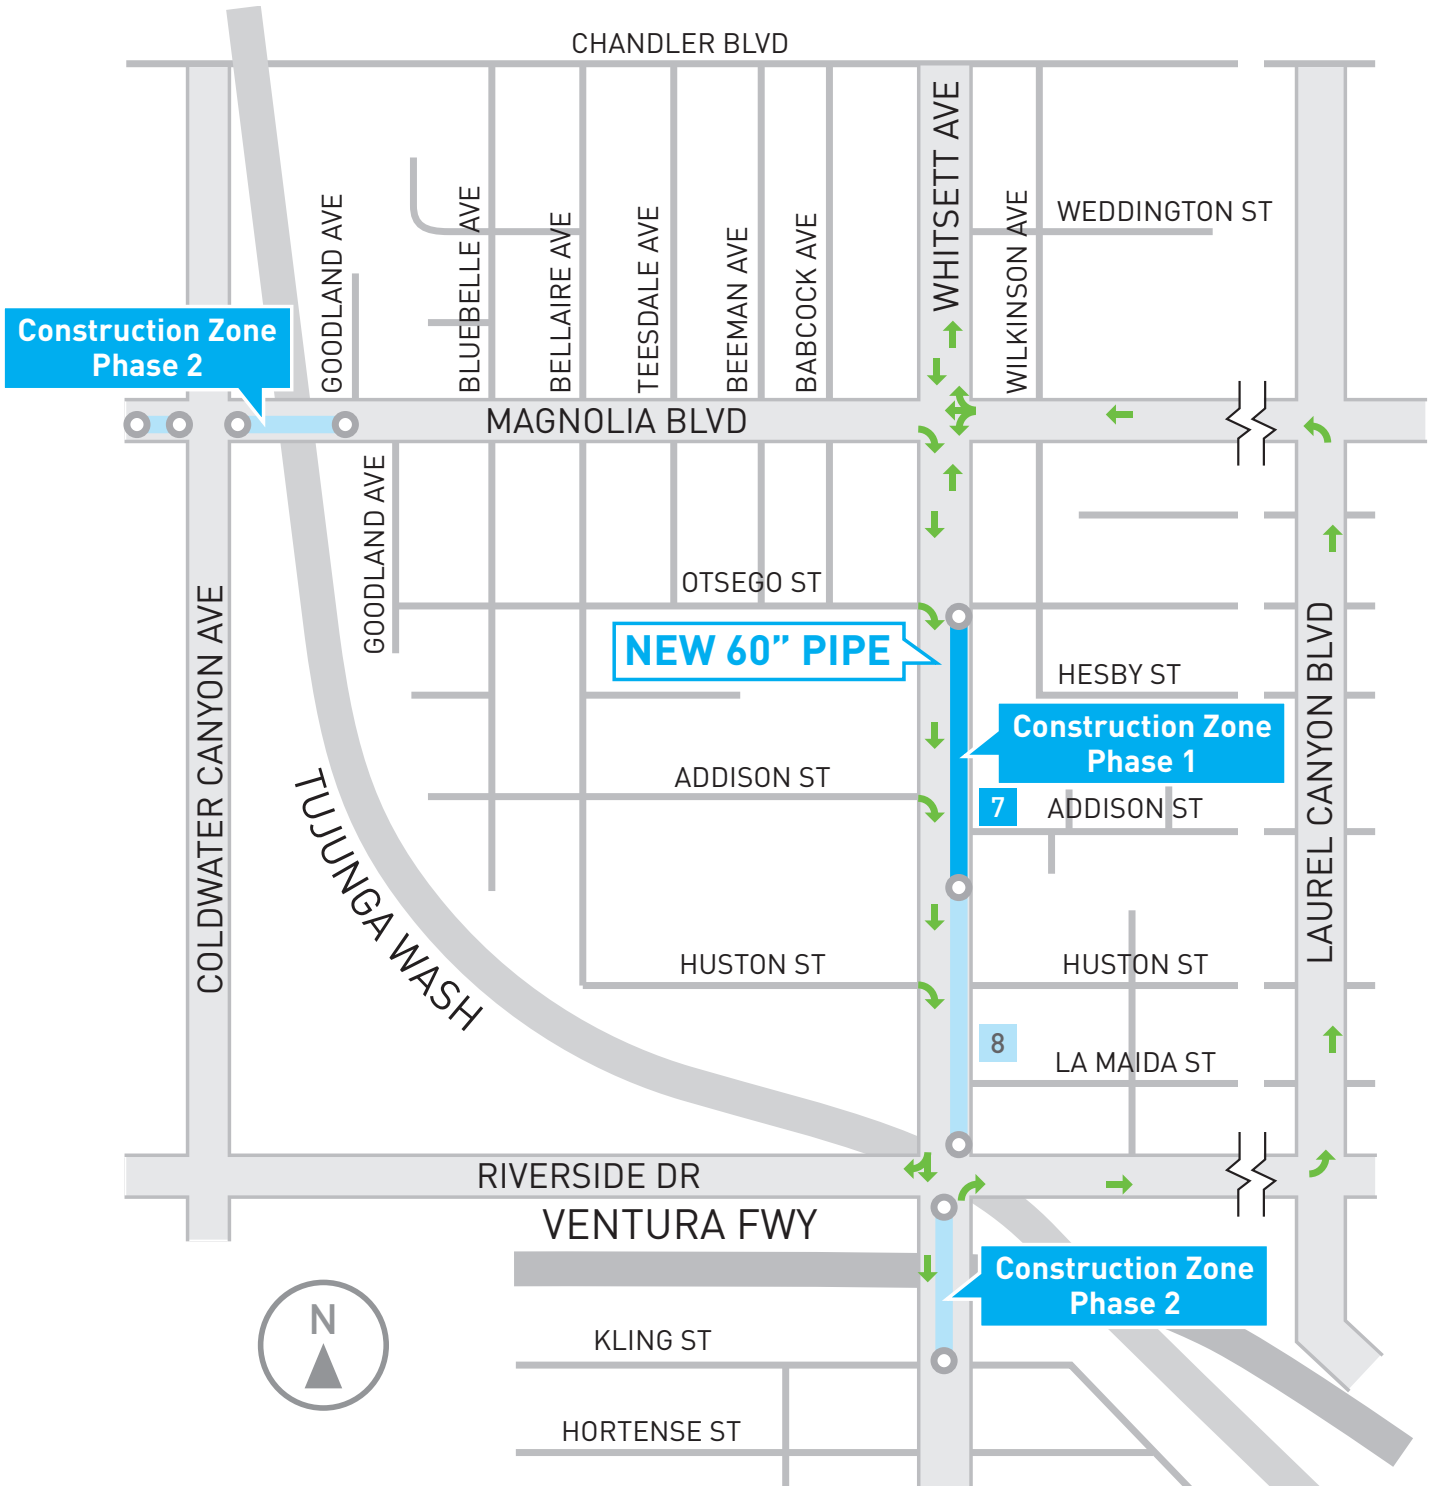 CHANDLER BLVD
WHITSETT AVE
WEDDINGTON ST
GOODLAND AVE
BLUEBELLE AVE
BELLAIRE AVE
TEESDALE AVE
BEEMAN AVE
BABCOCK AVE
WILKINSON AVE
Construction Zone
Phase 2
MAGNOLIA BLVD
GOODLAND AVE
OTSEGO ST
NEW 60” PIPE
HESBY ST
COLDWATER CANYON AVE
LAUREL CANYON BLVD
Construction Zone
Phase 1
ADDISON ST
7
ADDISON ST
TUJUNGA WASH
HUSTON ST
HUSTON ST
8
LA MAIDA ST
RIVERSIDE DR
VENTURA FWY
Construction Zone
Phase 2
N
KLING ST
HORTENSE ST